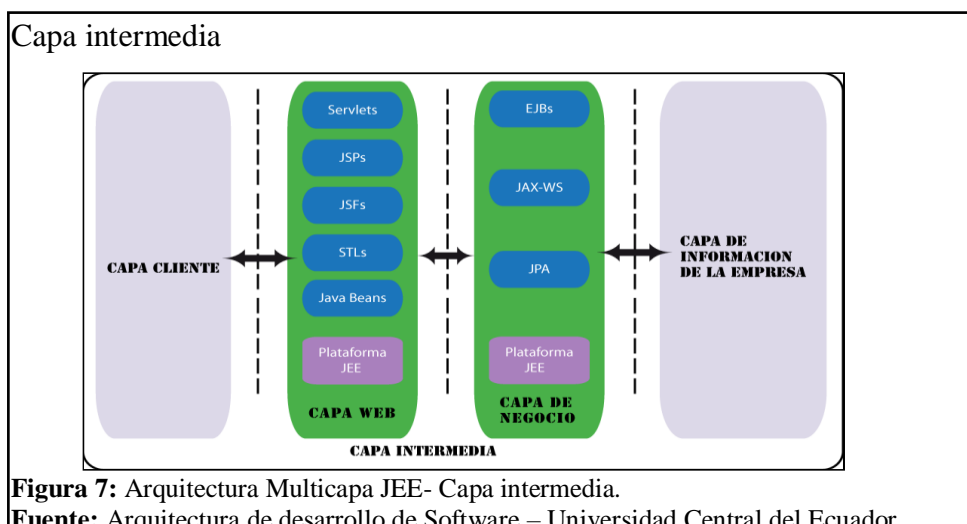 Capa intermedia
CAPA CLIENTE
Servlets
JSPs
JSFs
STLs
Java Beans
Plataforma
JEE
CAPA WEB
EJBs
JAX-WS
JPA
Plataforma
JEE
CAPA DE
NEGOCIO
CAPA DE
INFORMACION
DE LA EMPRESA
CAPA INTERMEDIA
Figura 7: Arquitectura Multicapa JEE- Capa intermedia.
Fuente: Arquitectura de desarrollo de Software – Universidad Central del Ecuador